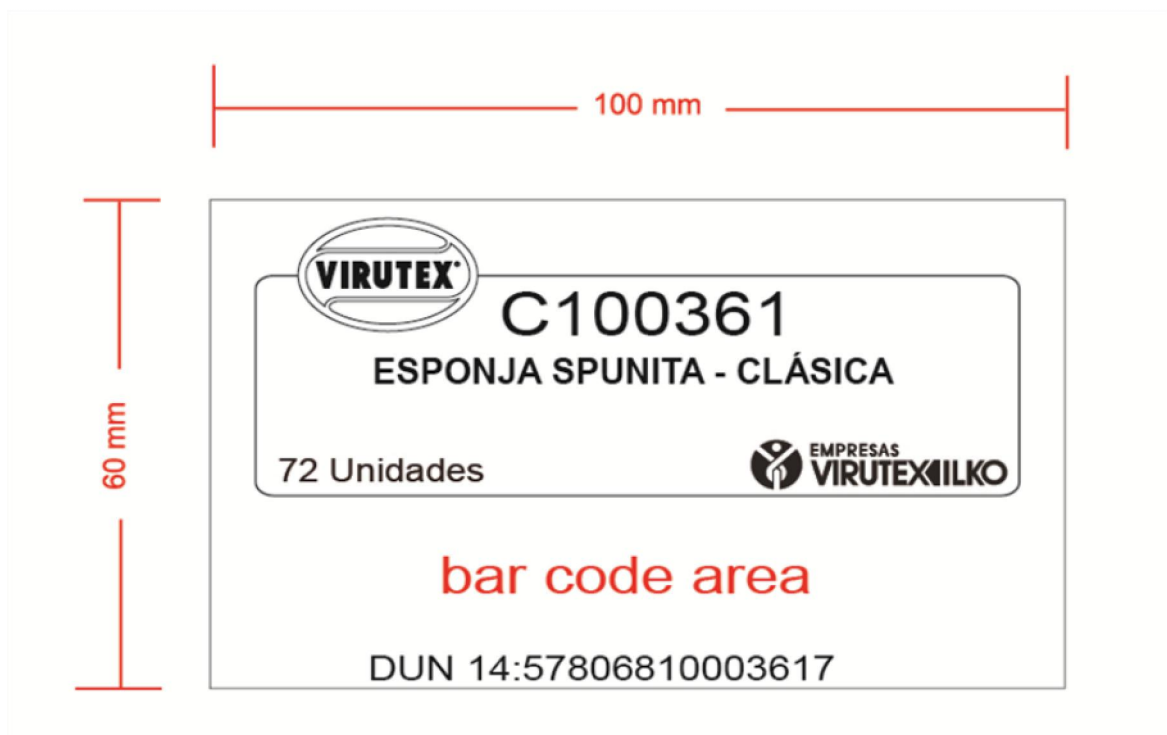 100 mm
60 mm
VIRUTEX
C100361
ESPONJA SPUNITA - CLÁSICA
72 Unidades
EMPRESAS
VIRUTEX ILKO
bar code area
DUN 14:57806810003617